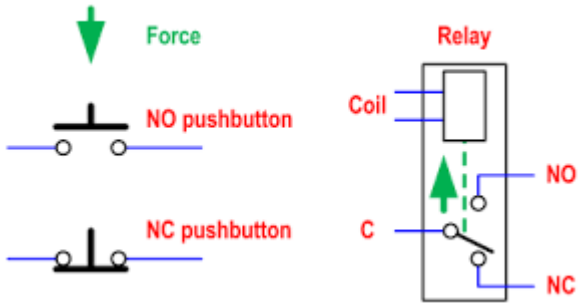 Force
NO pushbutton
NC pushbutton
Relay
Coil
NO
C
NC